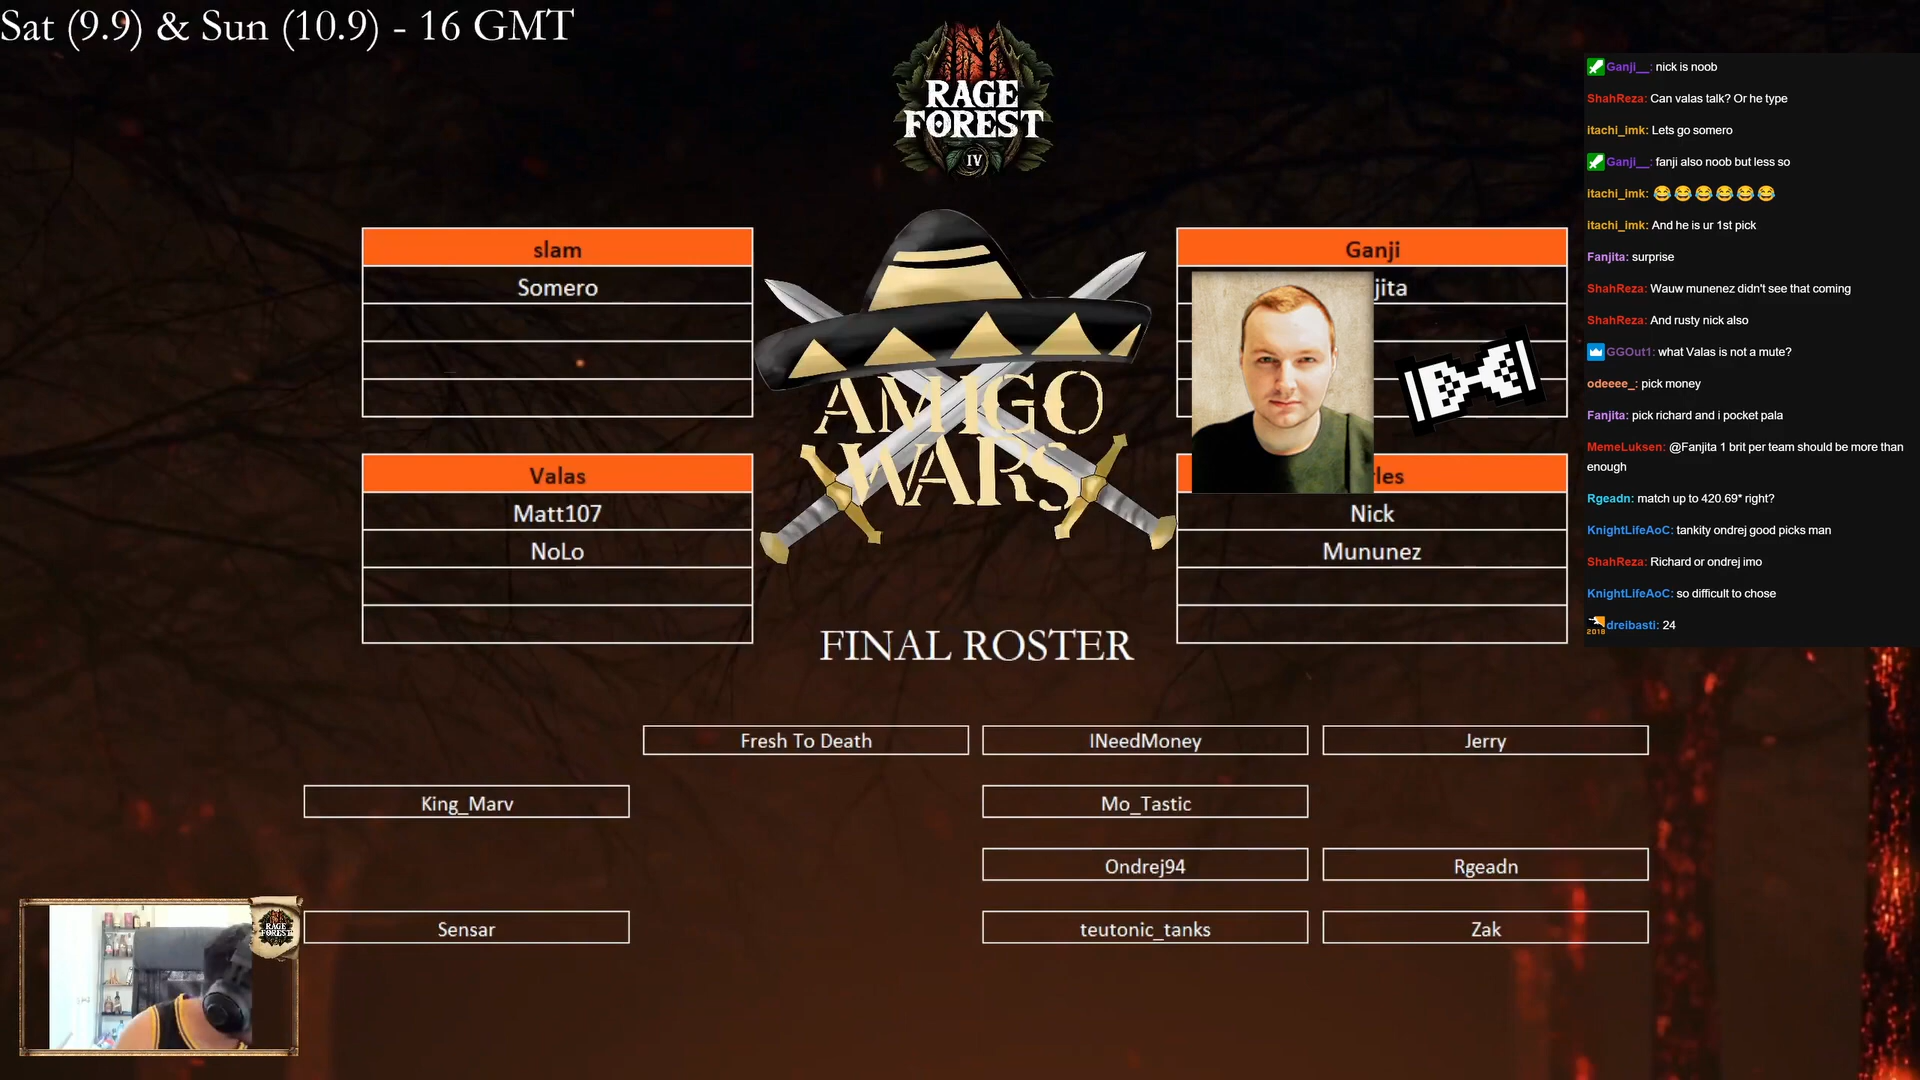 Sat (9.9) & Sun (10.9) - 16 GMT
RAGE
FOREST
IV
slam
Somero
Valas
Matt107
NoLo
AMIGO
WARS
Ganji
jita
les
Nick
Mununez
FINAL ROSTER
Fresh To Death
INeedMoney
Jerry
King_Marv
Mo_Tastic
Ondrej94
Rgeadn
Sensar
teutonic_tanks
Zak
RAGE
FOREST
Ganji__: nick is noob
ShahReza: Can valas talk? Or he type
itachi_imk: Lets go somero
Ganji__: fanji also noob but less so
itachi_imk: 😂😂😂😂😂😂
itachi_imk: And he is ur 1st pick
Fanjita: surprise
ShahReza: Wauw munenez didn't see that coming
ShahReza: And rusty nick also
GGOut1: what Valas is not a mute?
odeeee_: pick money
Fanjita: pick richard and i pocket pala
MemeLuksen: @Fanjita 1 brit per team should be more than
enough
Rgeadn: match up to 420.69* right?
KnightLifeAoC: tankity ondrej good picks man
ShahReza: Richard or ondrej imo
KnightLifeAoC: so difficult to chose
2018 dreibasti: 24